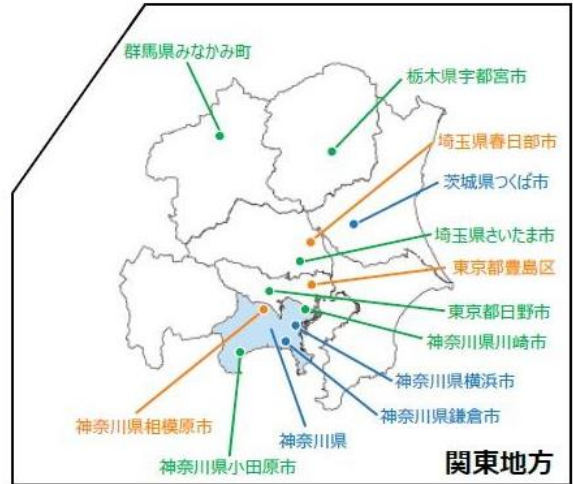 群馬県みなかみ町
栃木県宇都宮市
埼玉県春日部市
茨城県つくば市
埼玉県さいたま市
東京都豊島区
東京都日野市
神奈川県川崎市
神奈川県横浜市
神奈川県鎌倉市
神奈川県相模原市
神奈川県
神奈川県小田原市
関東地方